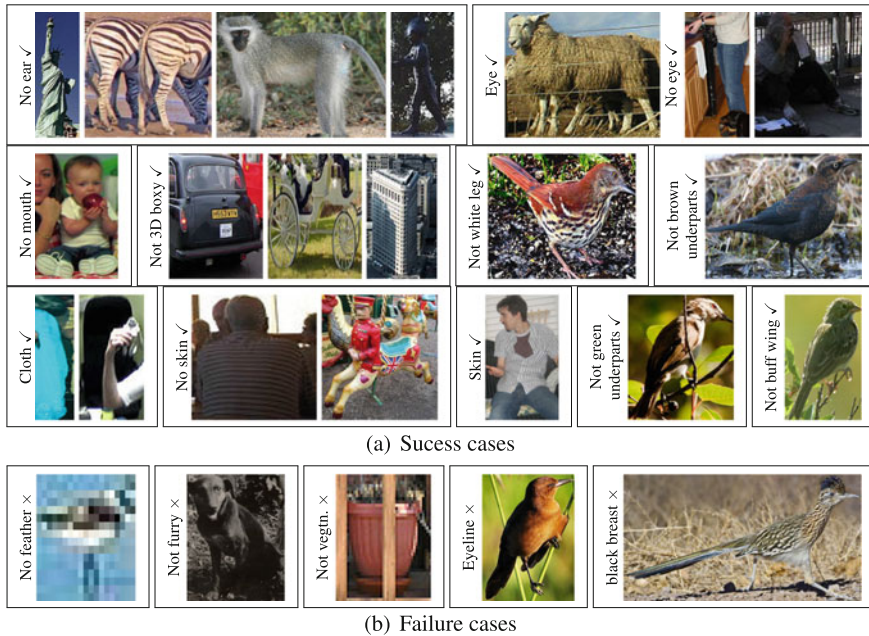 No ear ✓
Eye ✓
No eye ✓
No mouth ✓
Not 3D boxy ✓
Not white leg ✓
Not brown
underparts ✓
Cloth ✓
No skin ✓
Skin ✓
Not green
underparts ✓
Not buff wing ✓
(a) Sucess cases
No feather ×
Not furry ×
Not vegtn. ×
Eyeline ×
black breast ×
(b) Failure cases